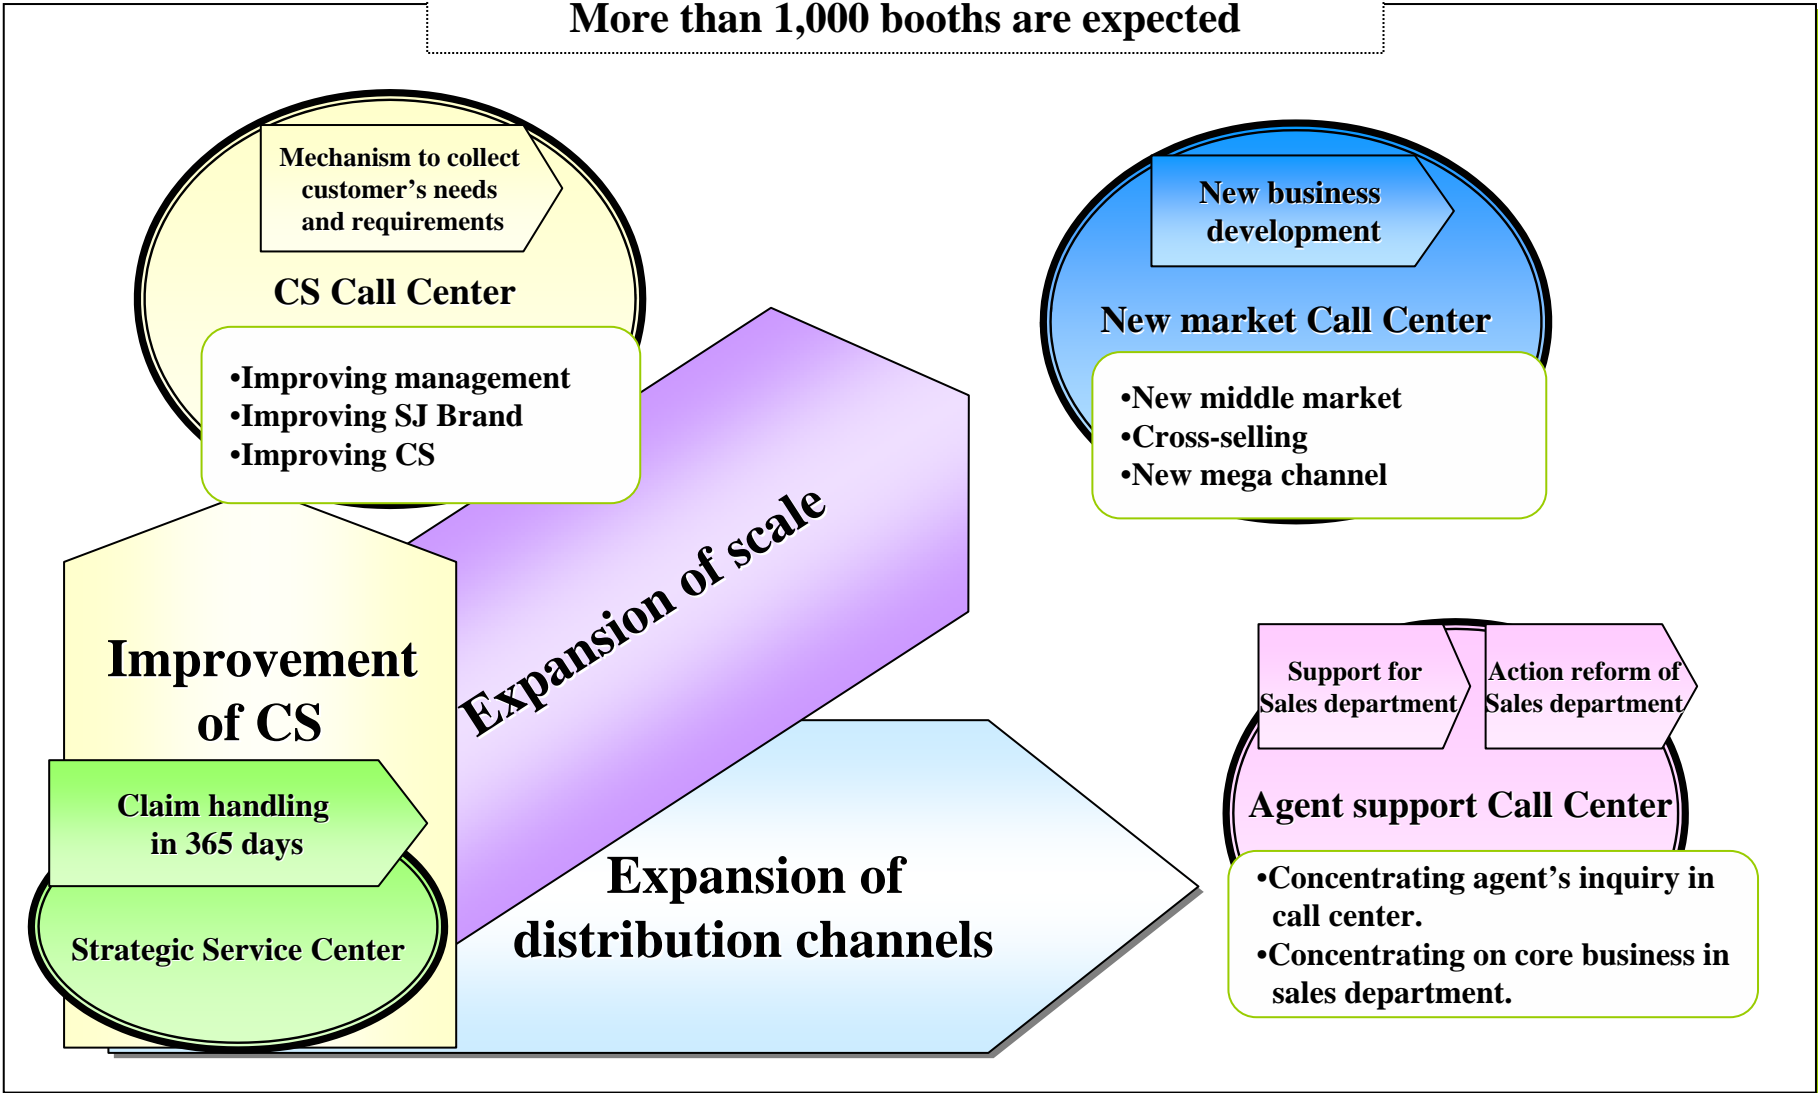 More than 1,000 booths are expected
Mechanism to collect
customer’s needs
and requirements
CS Call Center
•Improving management
•Improving SJ Brand
•Improving CS
New business
development
New market Call Center
•New middle market
•Cross-selling
•New mega channel
Expansion of scale
Improvement
of CS
Claim handling
in 365 days
Strategic Service Center
Expansion of
distribution channels
Support for
Sales department
Action reform of
Sales department
Agent support Call Center
•Concentrating agent’s inquiry in
call center.
•Concentrating on core business in
sales department.